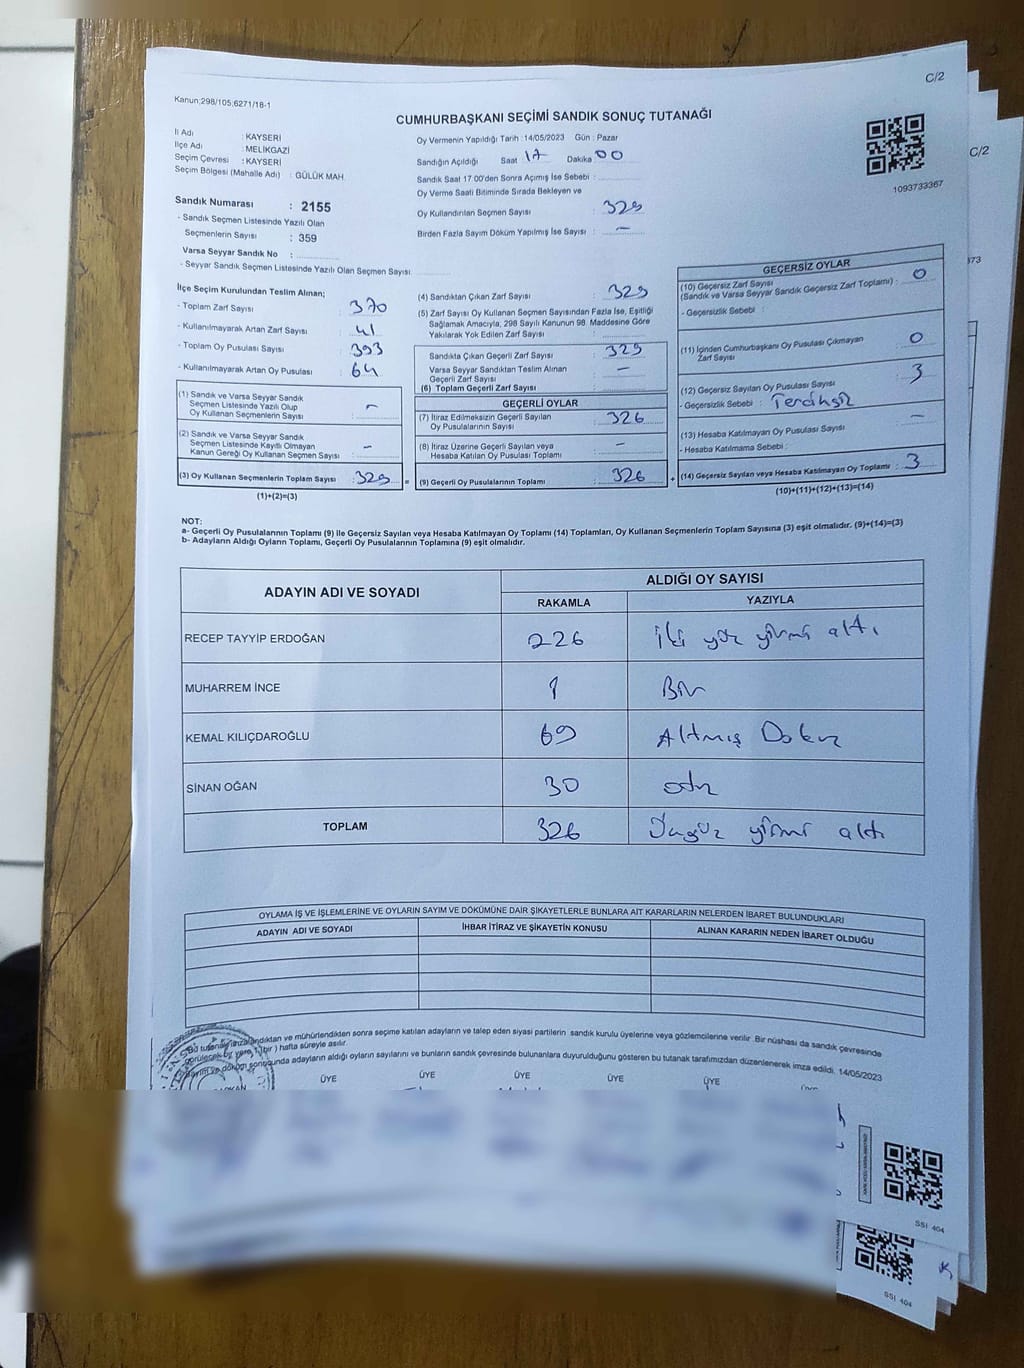 C/2
Kanun;298/105;6271/18-1
CUMHURBAŞKANI SEÇİMİ SANDIK SONUÇ TUTANAĞI
İl Adı : KAYSERİ
İlçe Adı : MELİKGAZİ
Seçim Çevresi : KAYSERİ
Seçim Bölgesi (Mahalle Adı) : GÜLÜK MAH.
Oy Vermenin Yapıldığı Tarih : 14/05/2023 Gün : Pazar
Sandığın Açıldığı Saat 17 Dakika 00
Sandık Saat 17:00'den Sonra Açımış İse Sebebi :
Oy Verme Saati Bitiminde Sırada Bekleyen ve
Oy Kullandırılan Seçmen Sayısı : 329
Birden Fazla Sayım Döküm Yapılmış İse Sayısı : —
1093733367
C/2
373
Sandık Numarası : 2155
- Sandık Seçmen Listesinde Yazılı Olan
Seçmenlerin Sayısı : 359
Varsa Seyyar Sandık No :
- Seyyar Sandık Seçmen Listesinde Yazılı Olan Seçmen Sayısı
İlçe Seçim Kurulundan Teslim Alınan;
- Toplam Zarf Sayısı : 370
- Kullanılmayarak Artan Zarf Sayısı : 41
- Toplam Oy Pusulası Sayısı : 393
- Kullanılmayarak Artan Oy Pusulası : 64
(1) Sandık ve Varsa Seyyar Sandık
Seçmen Listesinde Yazılı Olup
Oy Kullanan Seçmenlerin Sayısı : —
(2) Sandık ve Varsa Seyyar Sandık
Seçmen Listesinde Kayıtlı Olmayan
Kanun Gereği Oy Kullanan Seçmen Sayısı : —
(3) Oy Kullanan Seçmenlerin Toplam Sayısı : 329 =
(1)+(2)=(3)
(4) Sandıktan Çıkan Zarf Sayısı : 329
(5) Zarf Sayısı Oy Kullanan Seçmen Sayısından Fazla İse, Eşitliği
Sağlamak Amacıyla, 298 Sayılı Kanunun 98. Maddesine Göre
Yakılarak Yok Edilen Zarf Sayısı :
Sandıkta Çıkan Geçerli Zarf Sayısı : 329
Varsa Seyyar Sandıktan Teslim Alınan
Geçerli Zarf Sayısı : —
(6) Toplam Geçerli Zarf Sayısı :
GEÇERLİ OYLAR
(7) İtiraz Edilmeksizin Geçerli Sayılan
Oy Pusulalarının Sayısı : 326
(8) İtiraz Üzerine Geçerli Sayılan veya
Hesaba Katılan Oy Pusulası Toplamı : —
(9) Geçerli Oy Pusulalarının Toplamı : 326 +
GEÇERSİZ OYLAR
(10) Geçersiz Zarf Sayısı
(Sandık ve Varsa Seyyar Sandık Geçersiz Zarf Toplamı) : 0
- Geçersizlik Sebebi :
(11) İçinden Cumhurbaşkanı Oy Pusulası Çıkmayan
Zarf Sayısı : 0
(12) Geçersiz Sayılan Oy Pusulası Sayısı : 3
- Geçersizlik Sebebi : Tercihsiz
(13) Hesaba Katılmayan Oy Pusulası Sayısı : —
- Hesaba Katılmama Sebebi :
(14) Geçersiz Sayılan veya Hesaba Katılmayan Oy Toplamı : 3
(10)+(11)+(12)+(13)=(14)
NOT:
a- Geçerli Oy Pusulalarının Toplamı (9) ile Geçersiz Sayılan veya Hesaba Katılmayan Oy Toplamı (14) Toplamları, Oy Kullanan Seçmenlerin Toplam Sayısına (3) eşit olmalıdır. (9)+(14)=(3)
b- Adayların Aldığı Oyların Toplamı, Geçerli Oy Pusulalarının Toplamına (9) eşit olmalıdır.
ADAYIN ADI VE SOYADI ALDIĞI OY SAYISI
RAKAMLA YAZIYLA
RECEP TAYYİP ERDOĞAN 226 iki yüz yirmi altı
MUHARREM İNCE 1 Bir
KEMAL KILIÇDAROĞLU 69 Altmış Dokuz
SİNAN OĞAN 30 otuz
TOPLAM 326 Üçyüz yirmi altı
OYLAMA İŞ VE İŞLEMLERİNE VE OYLARIN SAYIM VE DÖKÜMÜNE DAİR ŞİKAYETLERLE BUNLARA AİT KARARLARIN NELERDEN İBARET BULUNDUKLARI
ADAYIN ADI VE SOYADI İHBAR İTİRAZ VE ŞİKAYETİN KONUSU ALINAN KARARIN NEDEN İBARET OLDUĞU
Bu tutanak imzalandıktan ve mühürlendikten sonra seçime katılan adayların ve talep eden siyasi partilerin sandık kurulu üyelerine veya gözlemcilerine verilir. Bir nüshası da sandık çevresinde
görülecek bir yere 1 (bir) hafta süreyle asılır.
Sayım ve döküm sonucunda adayların aldığı oyların sayılarını ve bunların sandık çevresinde bulunanlara duyurulduğunu gösteren bu tutanak tarafımızdan düzenlenerek imza edildi. 14/05/2023
ÜYE ÜYE ÜYE ÜYE ÜYE
SSI 404
SSI 404